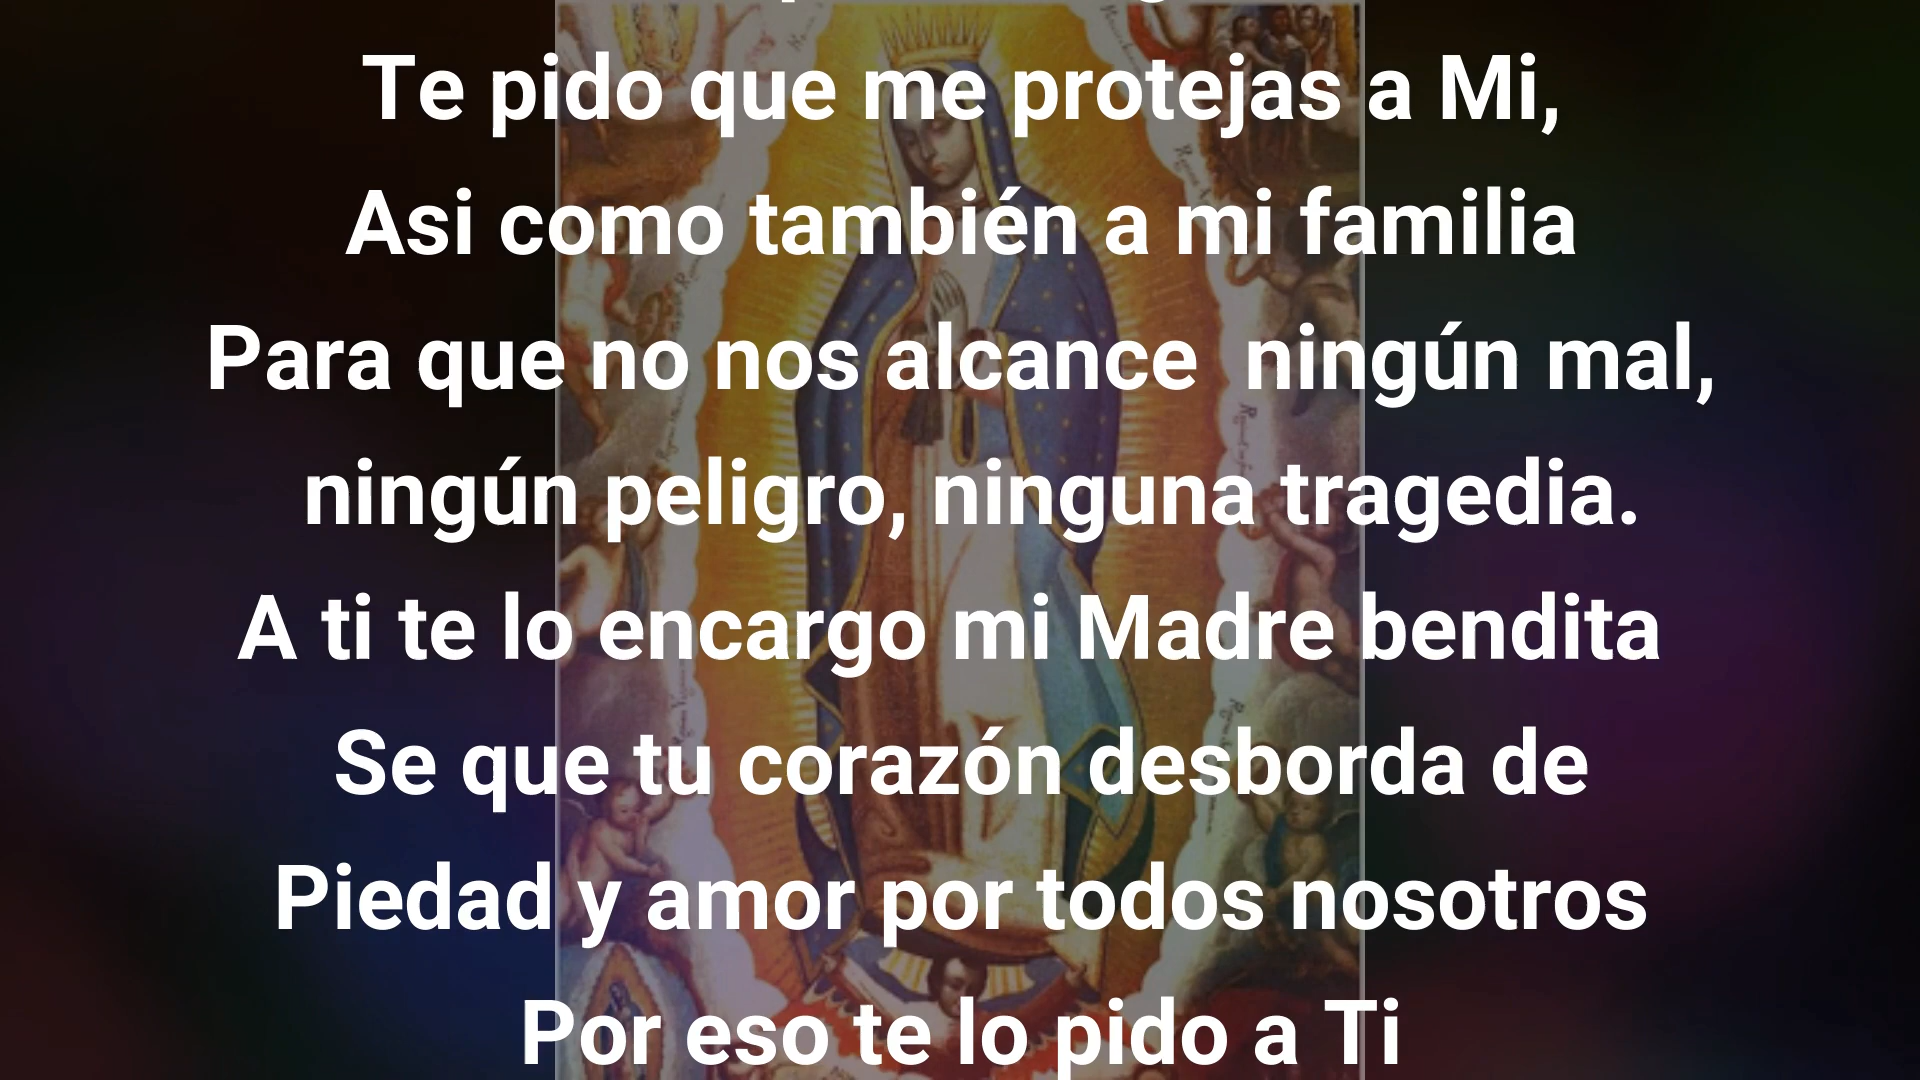 Te pido que me protejas a Mi,
Asi como también a mi familia
Para que no nos alcance  ningún mal,
ningún peligro, ninguna tragedia.
A ti te lo encargo mi Madre bendita
Se que tu corazón desborda de
Piedad y amor por todos nosotros
Por eso te lo pido a Ti